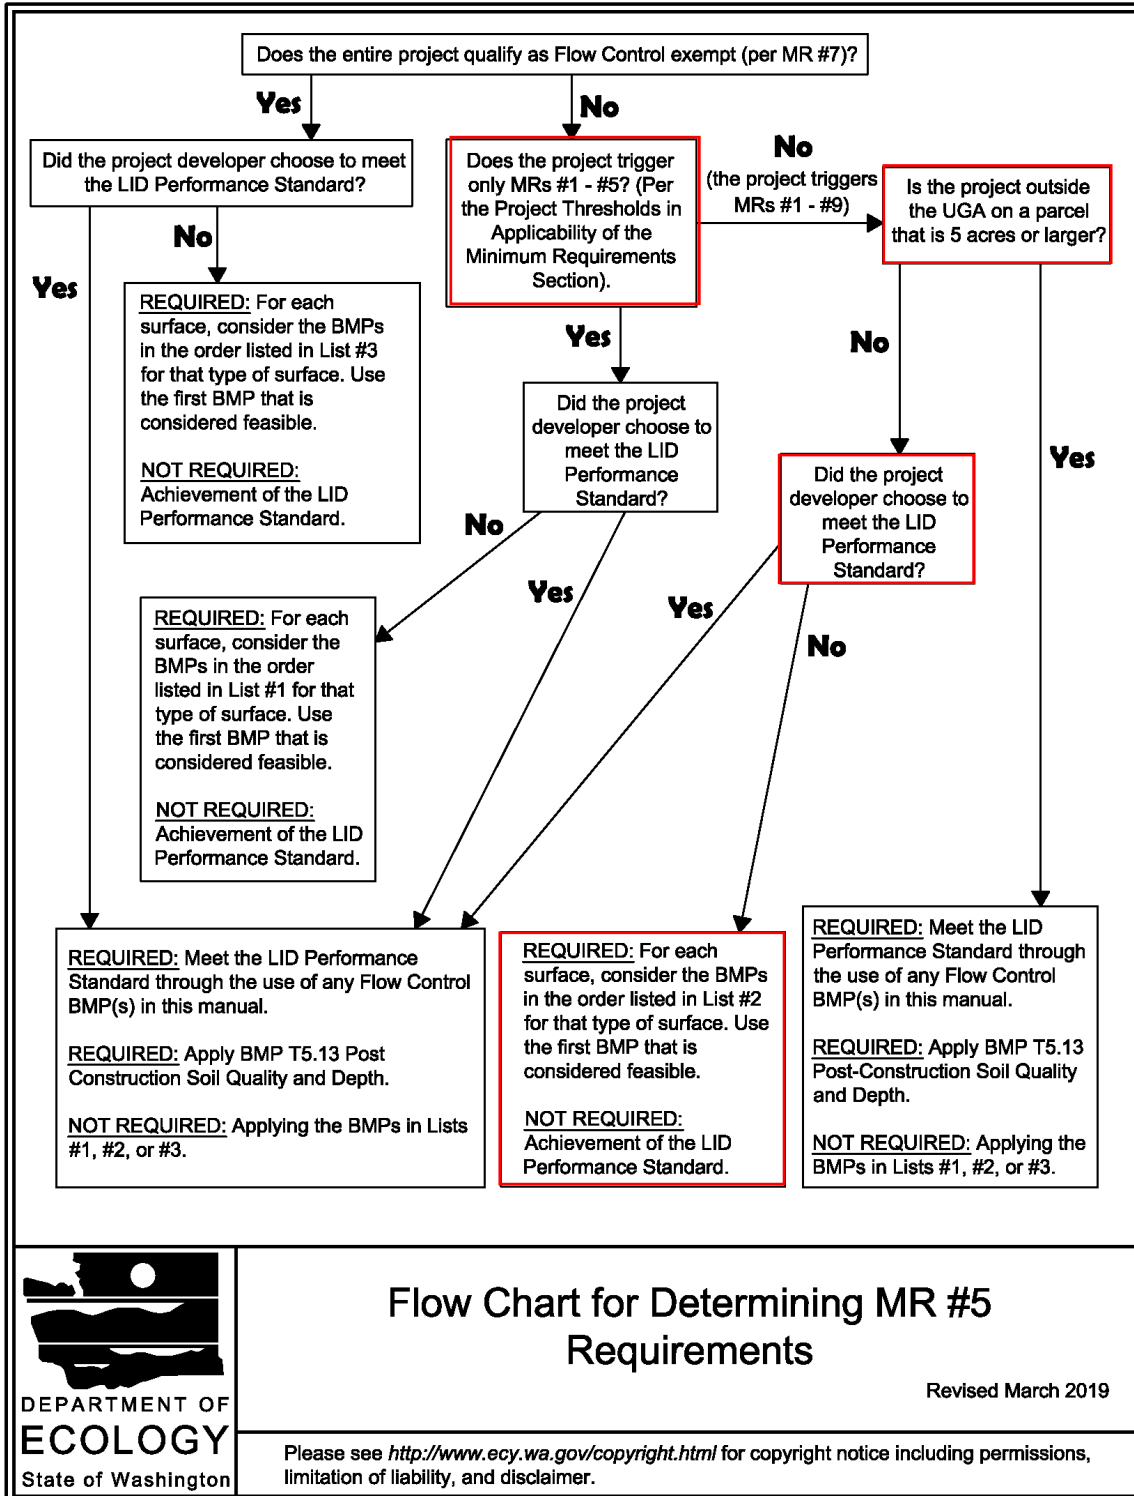 Does the entire project qualify as Flow Control exempt (per MR #7)?
Yes
No
Did the project developer choose to meet
the LID Performance Standard?
Does the project trigger
only MRs #1 - #5? (Per
the Project Thresholds in
Applicability of the
Minimum Requirements
Section).
No
(the project triggers
MRs #1 - #9)
Is the project outside
the UGA on a parcel
that is 5 acres or larger?
No
Yes
REQUIRED: For each
surface, consider the BMPs
in the order listed in List #3
for that type of surface. Use
the first BMP that is
considered feasible.
NOT REQUIRED:
Achievement of the LID
Performance Standard.
Yes
No
Yes
Did the project
developer choose to
meet the LID
Performance
Standard?
Did the project
developer choose to
meet the LID
Performance
Standard?
No
Yes
Yes
No
REQUIRED: For each
surface, consider the
BMPs in the order
listed in List #1 for that
type of surface. Use
the first BMP that is
considered feasible.
NOT REQUIRED:
Achievement of the LID
Performance Standard.
REQUIRED: Meet the LID Performance
Standard through the use of any Flow Control
BMP(s) in this manual.
REQUIRED: Apply BMP T5.13 Post
Construction Soil Quality and Depth.
NOT REQUIRED: Applying the BMPs in Lists
#1, #2, or #3.
REQUIRED: For each
surface, consider the BMPs
in the order listed in List #2
for that type of surface. Use
the first BMP that is
considered feasible.
NOT REQUIRED:
Achievement of the LID
Performance Standard.
REQUIRED: Meet the LID
Performance Standard through
the use of any Flow Control
BMP(s) in this manual.
REQUIRED: Apply BMP T5.13
Post-Construction Soil Quality
and Depth.
NOT REQUIRED: Applying the
BMPs in Lists #1, #2, or #3.
DEPARTMENT OF
ECOLOGY
State of Washington
Flow Chart for Determining MR #5
Requirements
Revised March 2019
Please see http://www.ecy.wa.gov/copyright.html for copyright notice including permissions,
limitation of liability, and disclaimer.